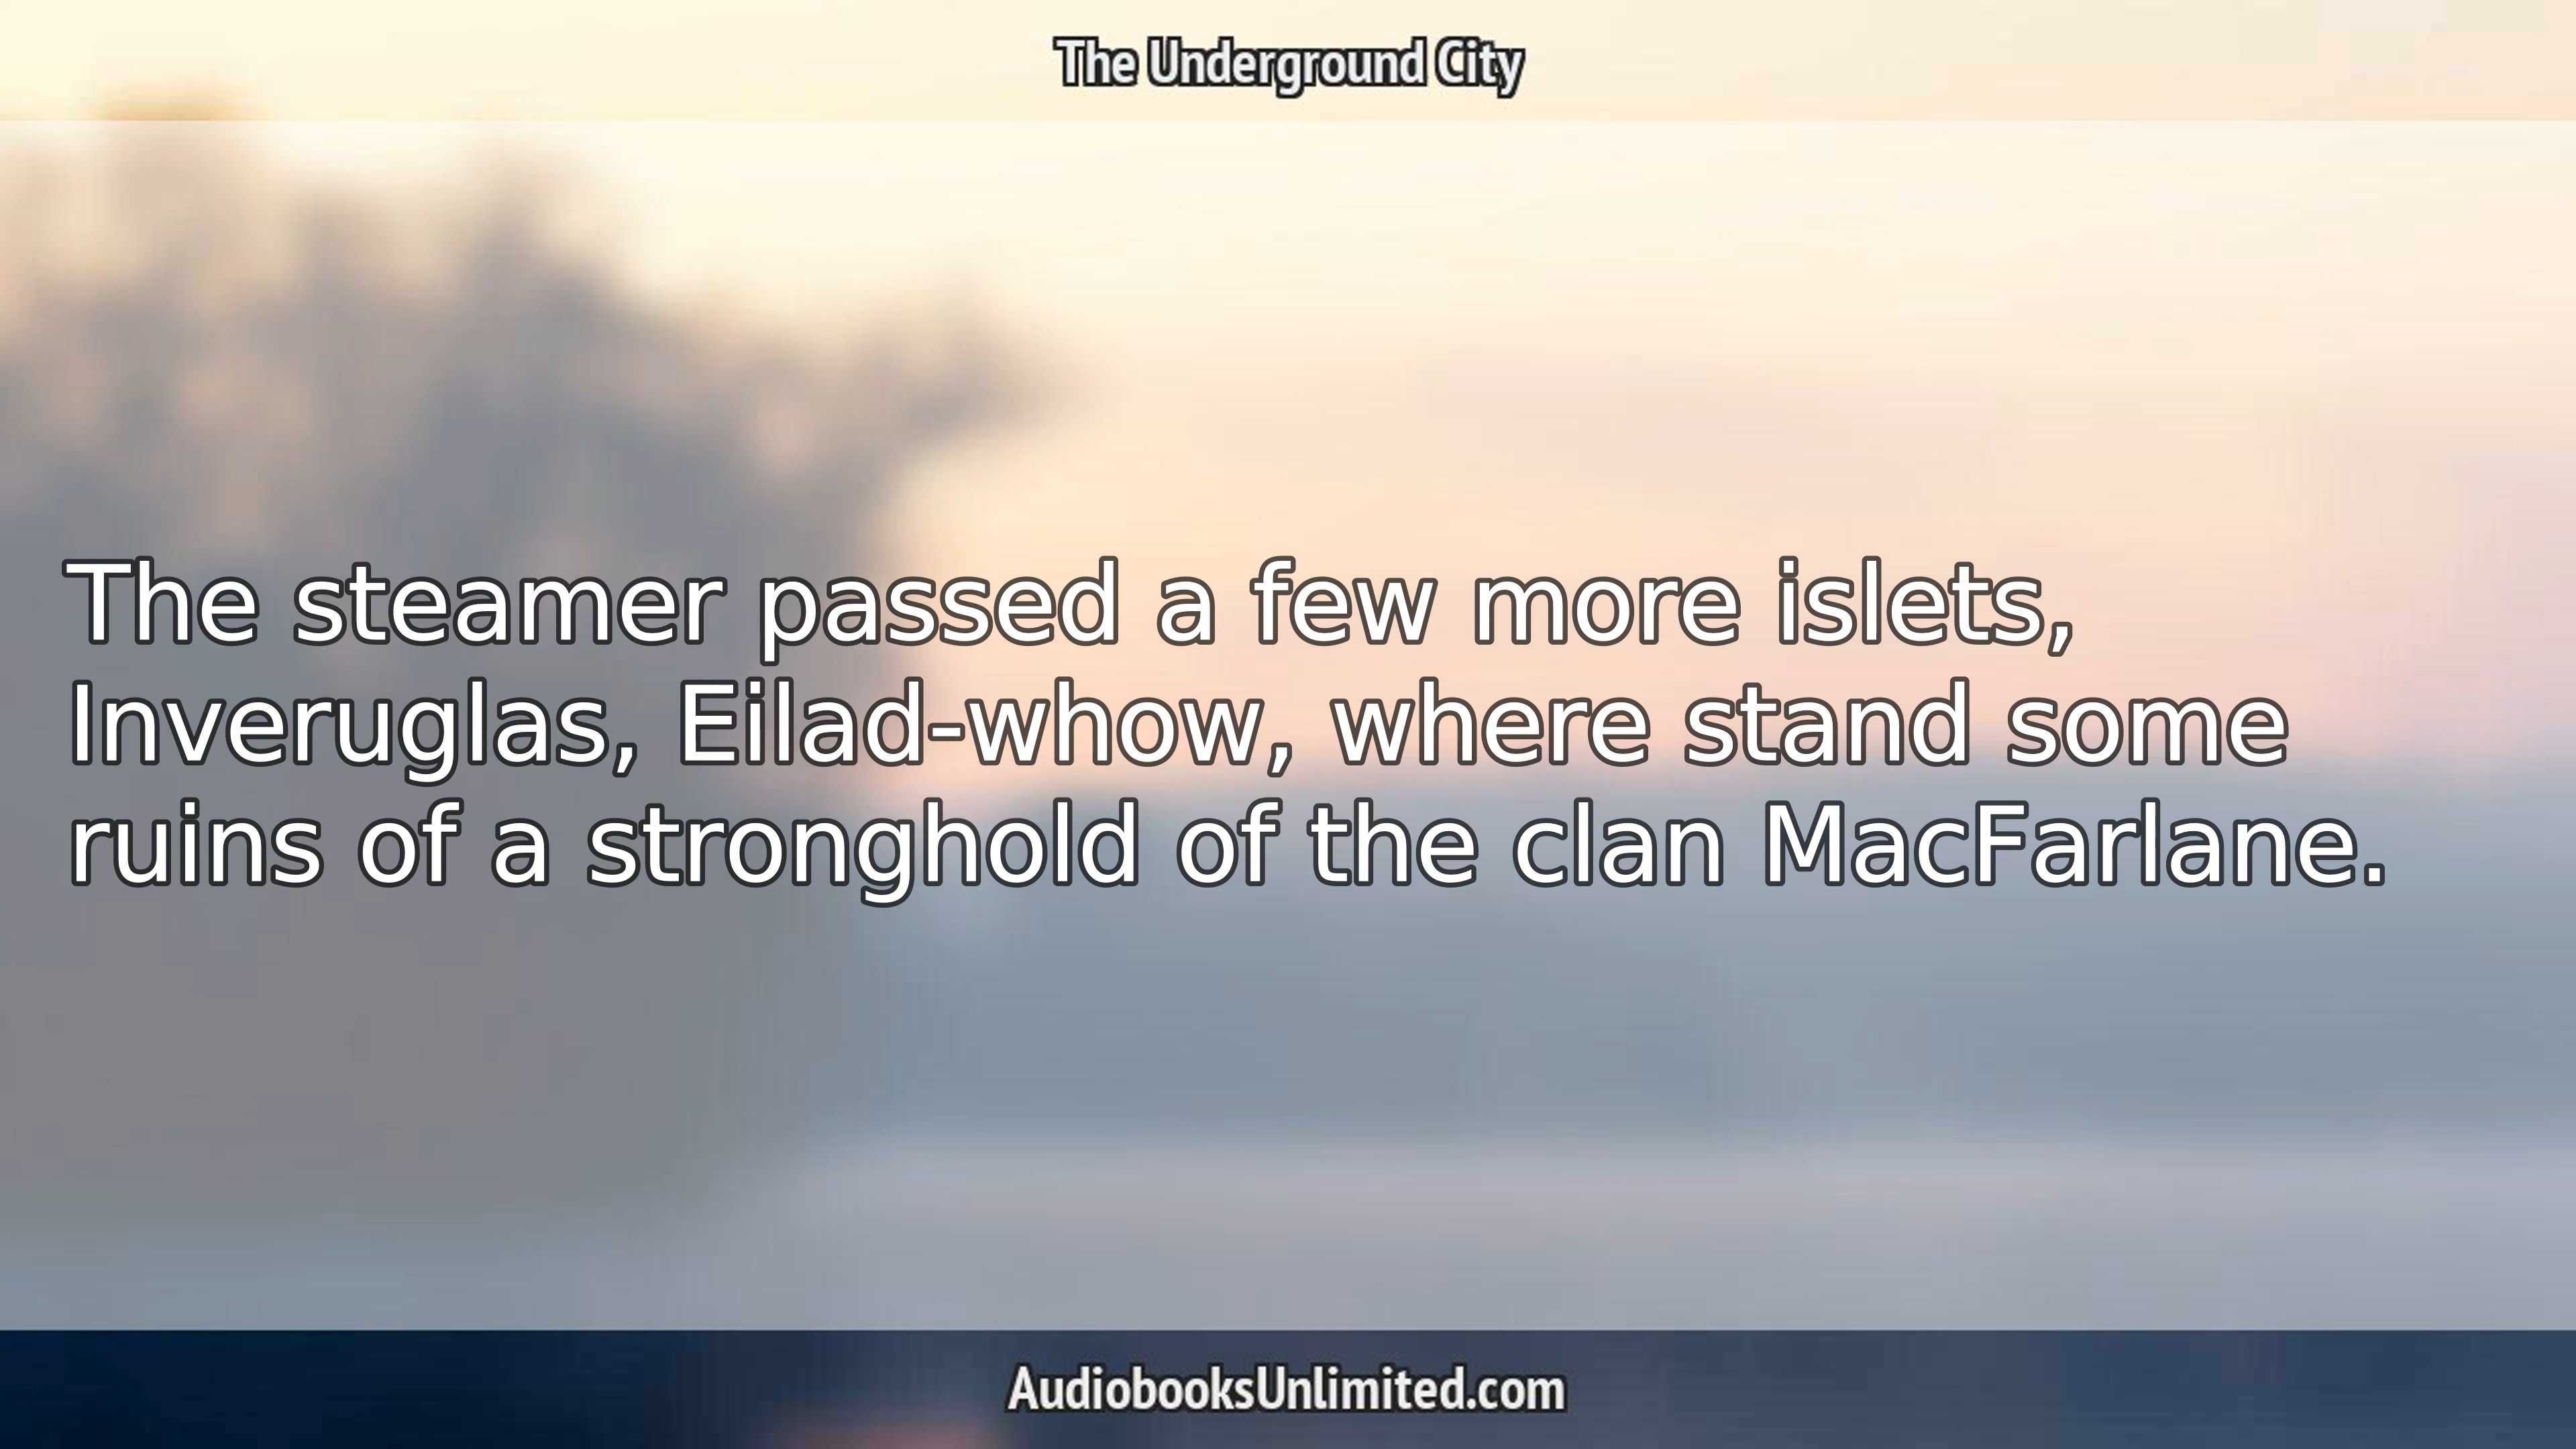 The Underground City
The steamer passed a few more islets,
Inveruglas, Eilad-whow, where stand some
ruins of a stronghold of the clan MacFarlane.
AudiobooksUnlimited.com